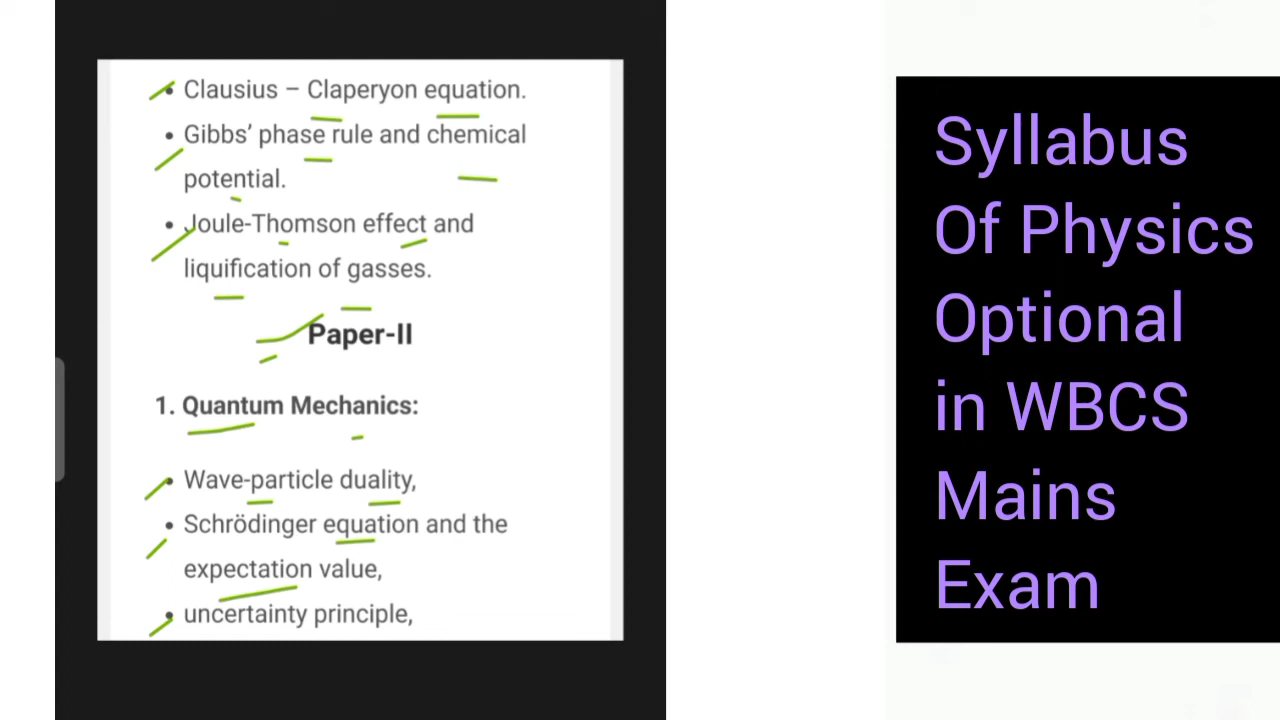 Clausius – Claperyon equation.
Gibbs’ phase rule and chemical
potential.
Joule-Thomson effect and
liquification of gasses.
Paper-II
1. Quantum Mechanics:
Wave-particle duality,
Schrödinger equation and the
expectation value,
uncertainty principle,
Syllabus
Of Physics
Optional
in WBCS
Mains
Exam